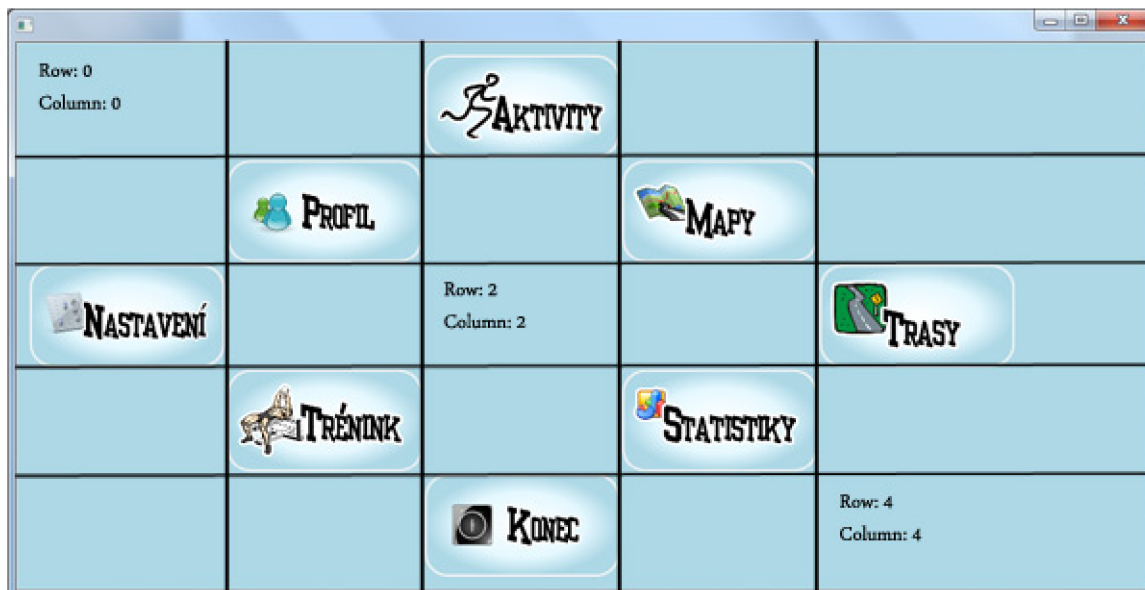 Row: 0
Column: 0
AKTIVITY
PROFIL
MAPY
NASTAVENÍ
Row: 2
Column: 2
TRASY
TRÉNINK
STATISTIKY
KONEC
Row: 4
Column: 4